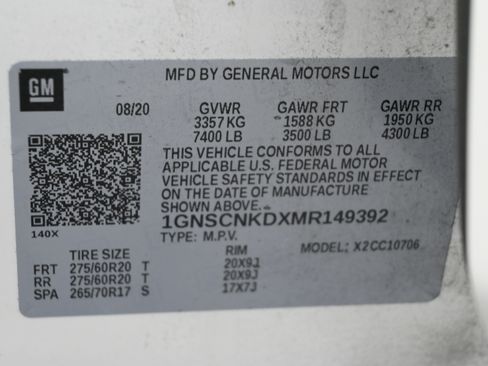 GM
MFD BY GENERAL MOTORS LLC
08/20 GVWR GAWR FRT GAWR RR
3357 KG 1588 KG 1950 KG
7400 LB 3500 LB 4300 LB
THIS VEHICLE CONFORMS TO ALL
APPLICABLE U.S. FEDERAL MOTOR
VEHICLE SAFETY STANDARDS IN EFFECT
ON THE DATE OF MANUFACTURE
SHOWN ABOVE.
1GNSCNKDXMR149392
140X
TYPE: M.P.V. MODEL: X2CC10706
TIRE SIZE RIM
FRT 275/60R20 T 20X9J
RR 275/60R20 T 20X9J
SPA 265/70R17 S 17X7J